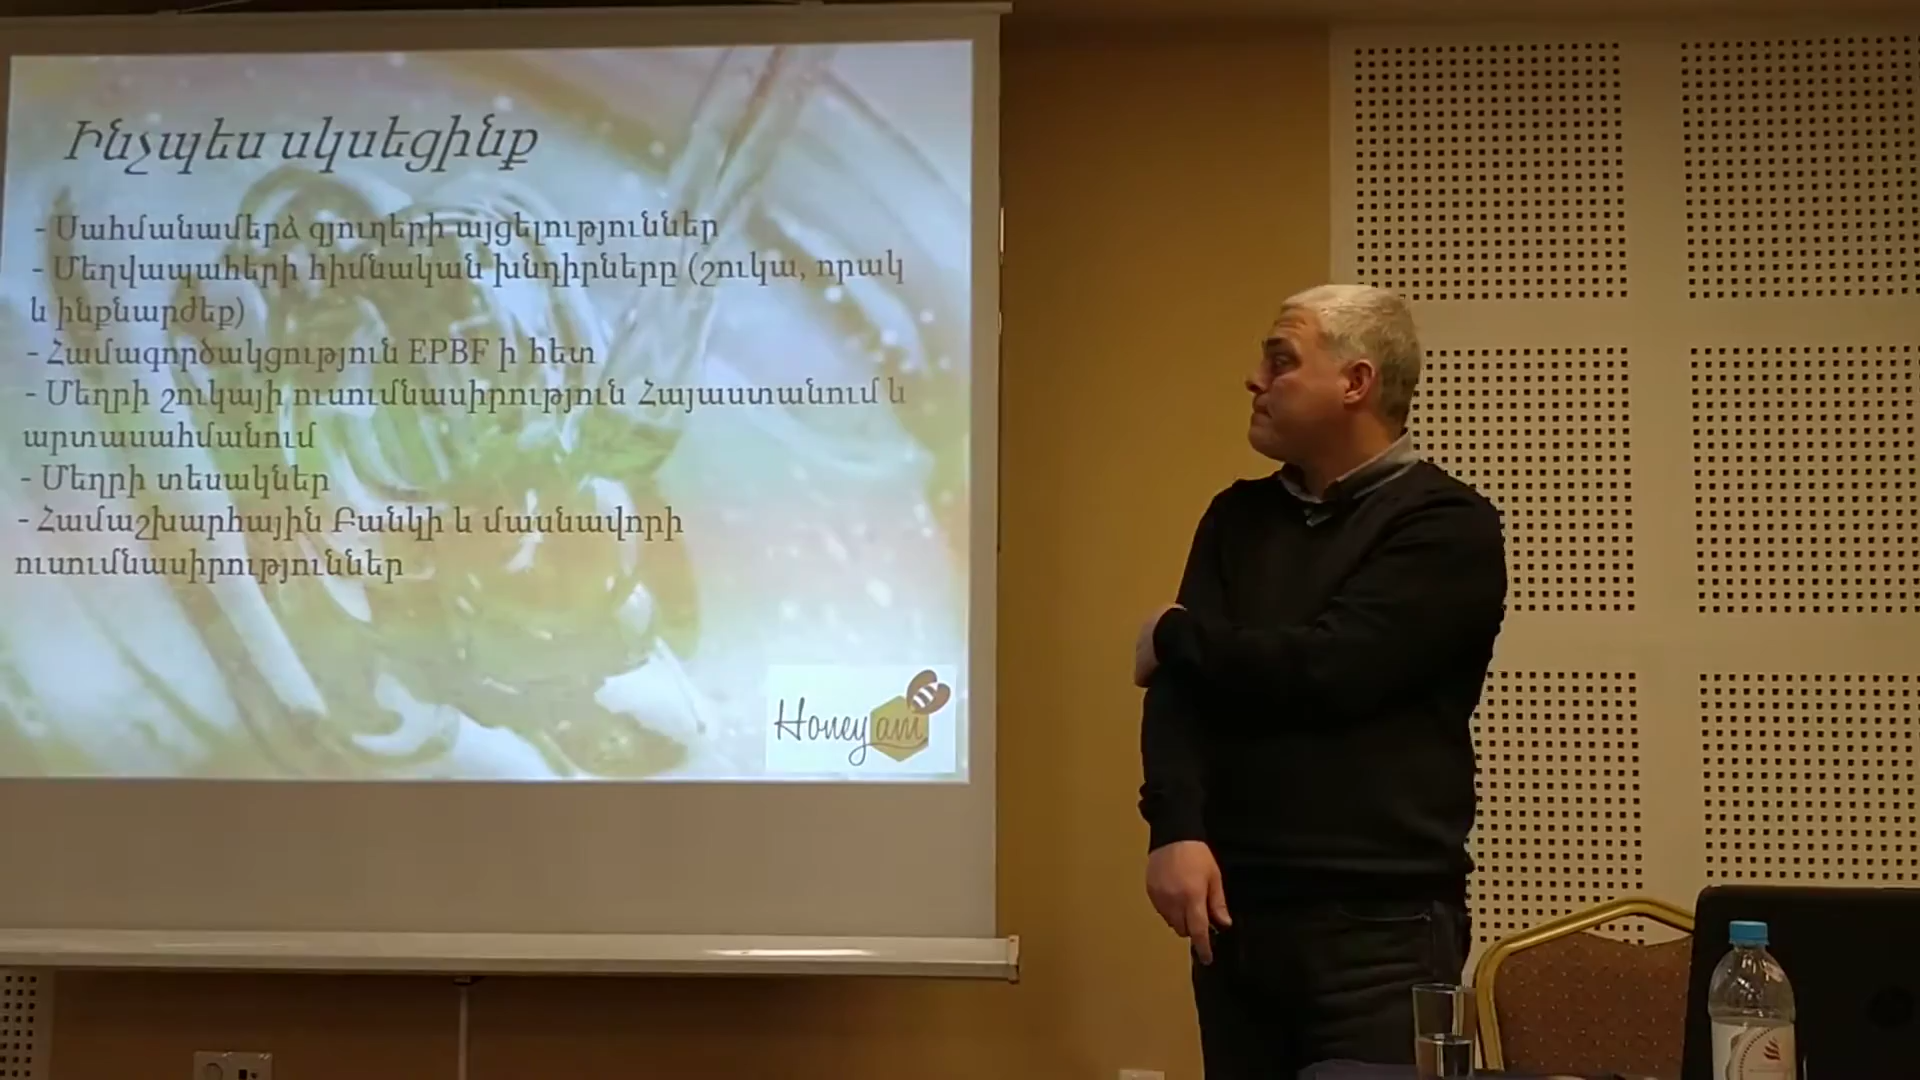 Ինչպես սկսեցինք
- Սահմանամերձ գյուղերի այցելություններ
- Մեղվապահերի հիմնական խնդիրները (շուկա, որակ
և ինքնարժեք)
- Համագործակցություն EPBF ի հետ
- Մեղրի շուկայի ուսումնասիրություն Հայաստանում և
արտասահմանում
- Մեղրի տեսակներ
- Համաշխարհային Բանկի և մասնավորի
ուսումնասիրություններ
Honey am